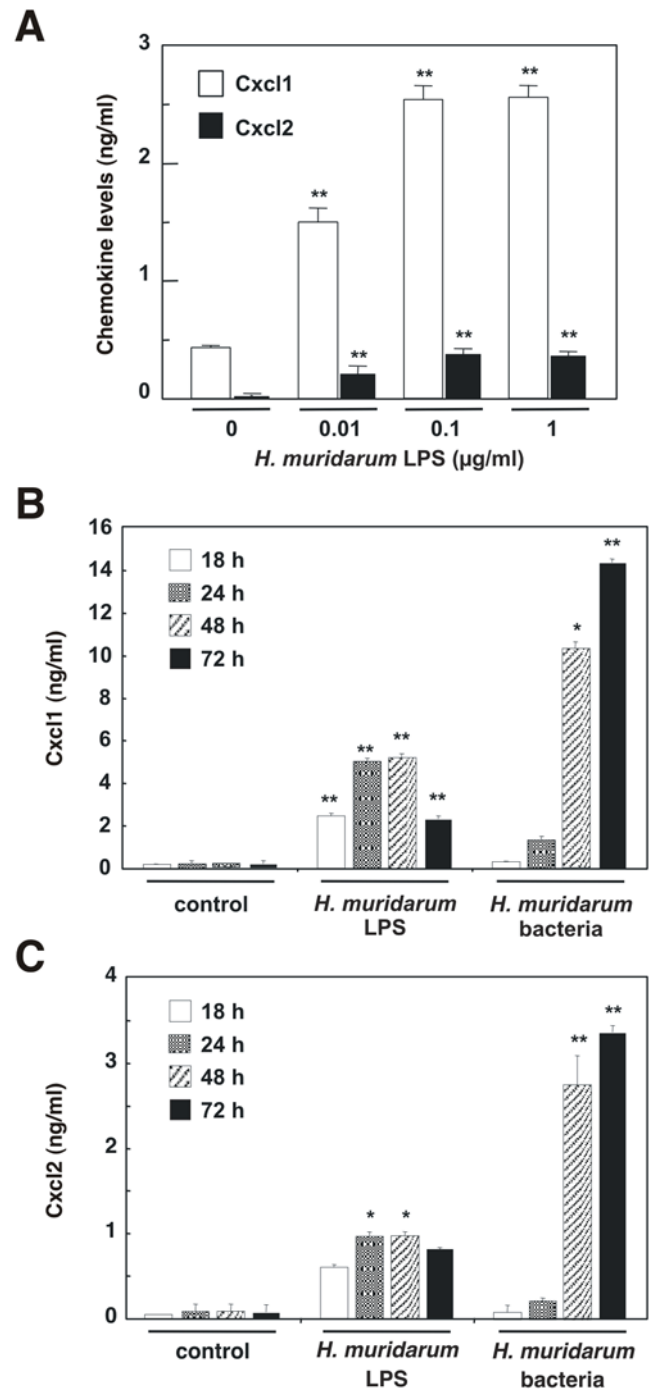 A
3
2
1
0
Chemokine levels (ng/ml)
Cxcl1
Cxcl2
**
**
**
**
**
**
0
0.01
0.1
1
H. muridarum LPS (µg/ml)
B
16
14
12
10
8
6
4
2
0
Cxcl1 (ng/ml)
18 h
24 h
48 h
72 h
**
**
**
**
*
**
control
H. muridarum
LPS
H. muridarum
bacteria
C
4
3
2
1
0
Cxcl2 (ng/ml)
18 h
24 h
48 h
72 h
*
*
**
**
control
H. muridarum
LPS
H. muridarum
bacteria